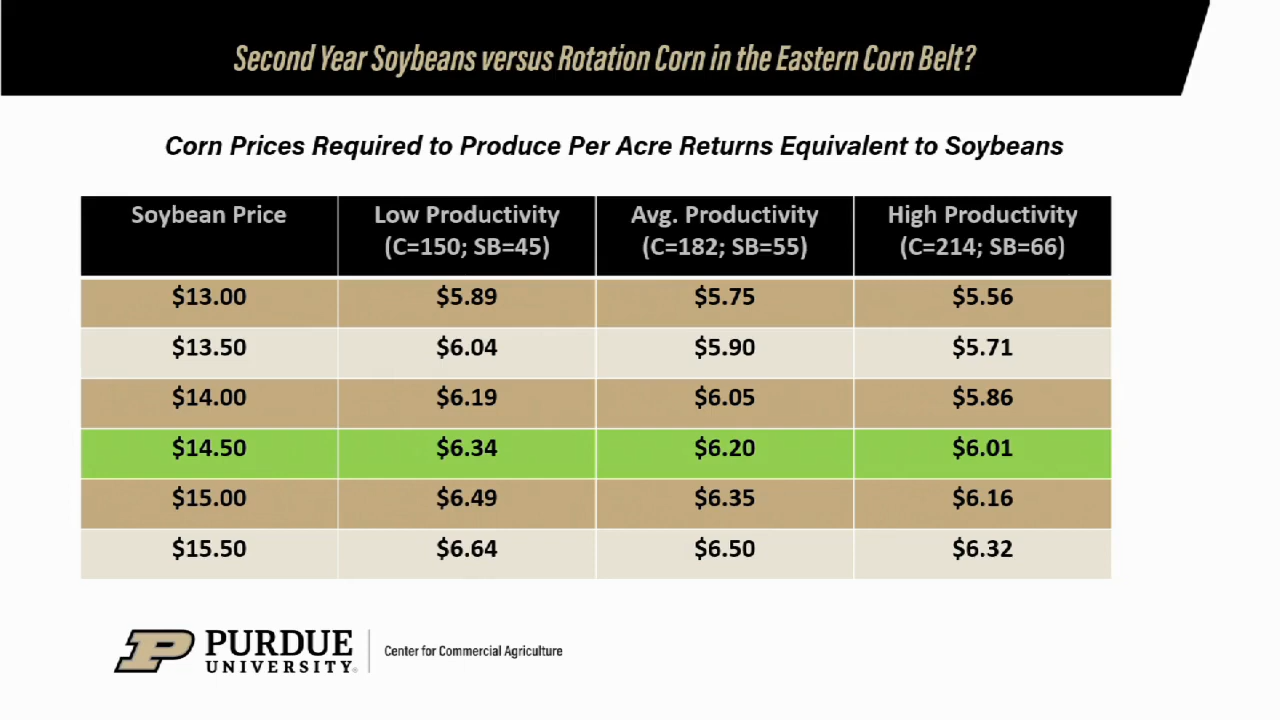 Second Year Soybeans versus Rotation Corn in the Eastern Corn Belt?
Corn Prices Required to Produce Per Acre Returns Equivalent to Soybeans
Soybean Price Low Productivity Avg. Productivity High Productivity
(C=150; SB=45) (C=182; SB=55) (C=214; SB=66)
$13.00 $5.89 $5.75 $5.56
$13.50 $6.04 $5.90 $5.71
$14.00 $6.19 $6.05 $5.86
$14.50 $6.34 $6.20 $6.01
$15.00 $6.49 $6.35 $6.16
$15.50 $6.64 $6.50 $6.32
P PURDUE
UNIVERSITY®
Center for Commercial Agriculture